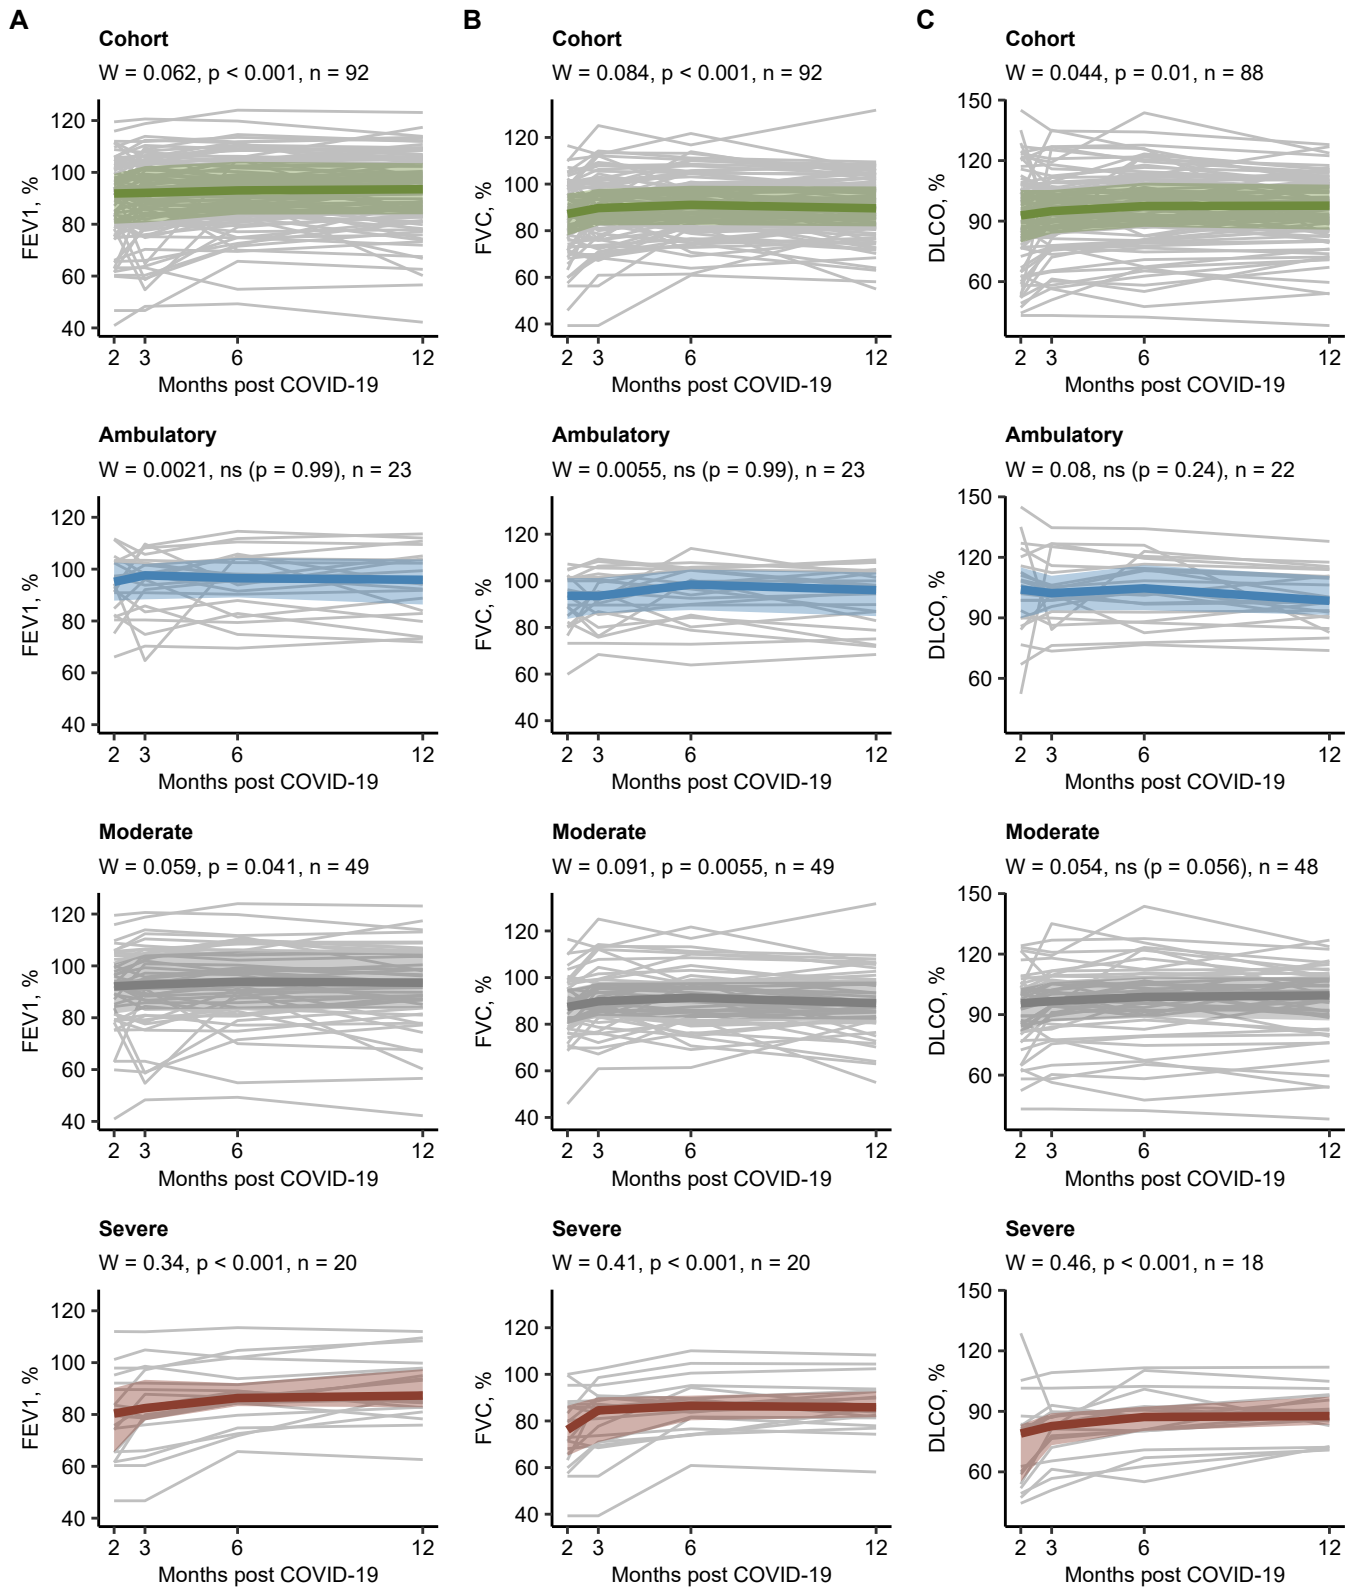 A
Cohort
W = 0.062, p < 0.001, n = 92
FEV1, %
120
100
80
60
40
2 3 6 12
Months post COVID-19
B
Cohort
W = 0.084, p < 0.001, n = 92
FVC, %
120
100
80
60
40
2 3 6 12
Months post COVID-19
C
Cohort
W = 0.044, p = 0.01, n = 88
DLCO, %
150
120
90
60
2 3 6 12
Months post COVID-19
Ambulatory
W = 0.0021, ns (p = 0.99), n = 23
FEV1, %
120
100
80
60
40
2 3 6 12
Months post COVID-19
Ambulatory
W = 0.0055, ns (p = 0.99), n = 23
FVC, %
120
100
80
60
40
2 3 6 12
Months post COVID-19
Ambulatory
W = 0.08, ns (p = 0.24), n = 22
DLCO, %
150
120
90
60
2 3 6 12
Months post COVID-19
Moderate
W = 0.059, p = 0.041, n = 49
FEV1, %
120
100
80
60
40
2 3 6 12
Months post COVID-19
Moderate
W = 0.091, p = 0.0055, n = 49
FVC, %
120
100
80
60
40
2 3 6 12
Months post COVID-19
Moderate
W = 0.054, ns (p = 0.056), n = 48
DLCO, %
150
120
90
60
2 3 6 12
Months post COVID-19
Severe
W = 0.34, p < 0.001, n = 20
FEV1, %
120
100
80
60
40
2 3 6 12
Months post COVID-19
Severe
W = 0.41, p < 0.001, n = 20
FVC, %
120
100
80
60
40
2 3 6 12
Months post COVID-19
Severe
W = 0.46, p < 0.001, n = 18
DLCO, %
150
120
90
60
2 3 6 12
Months post COVID-19